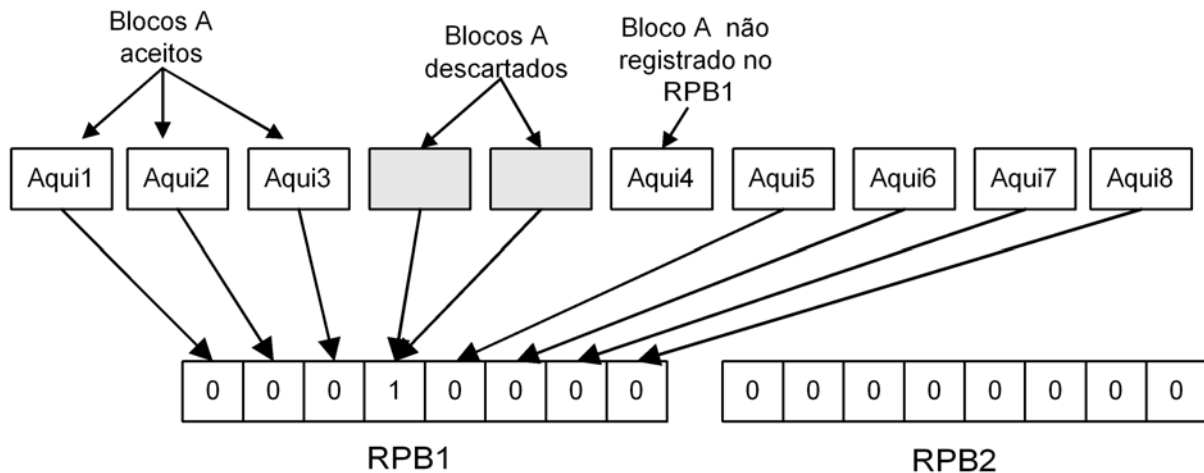 Blocos A
aceitos
Blocos A
descartados
Bloco A não
registrado no
RPB1
Aqui1 Aqui2 Aqui3 Aqui4 Aqui5 Aqui6 Aqui7 Aqui8
0 0 0 1 0 0 0 0 0 0 0 0 0 0 0 0
RPB1 RPB2